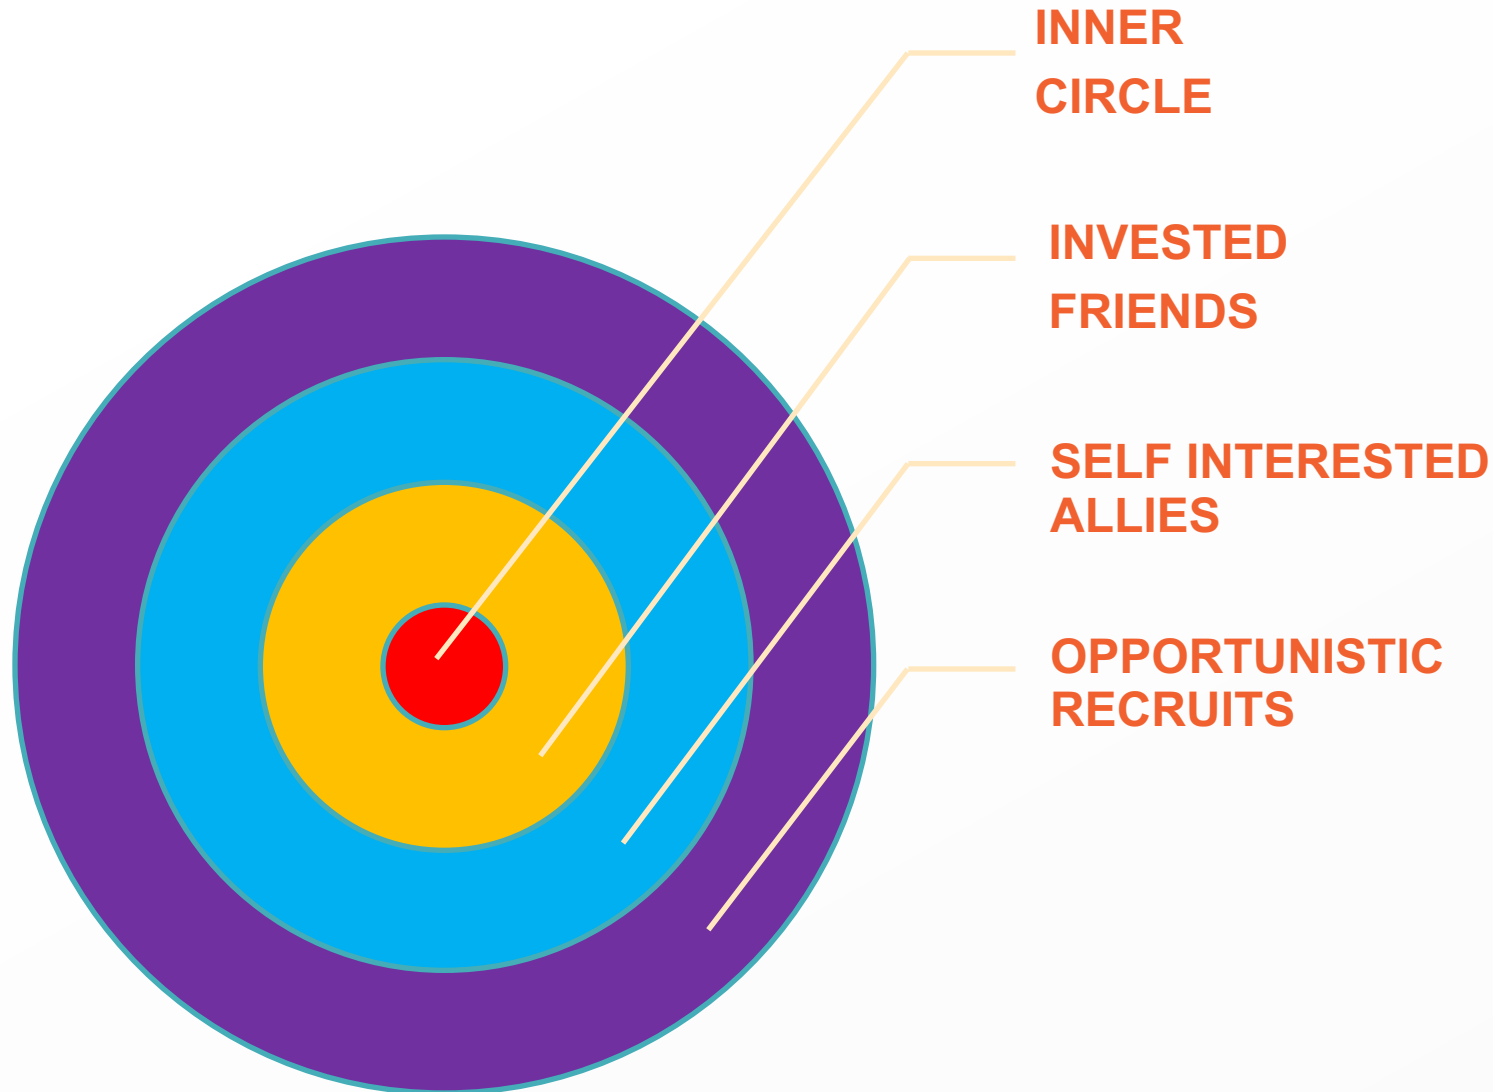 INNER
CIRCLE
INVESTED
FRIENDS
SELF INTERESTED
ALLIES
OPPORTUNISTIC
RECRUITS